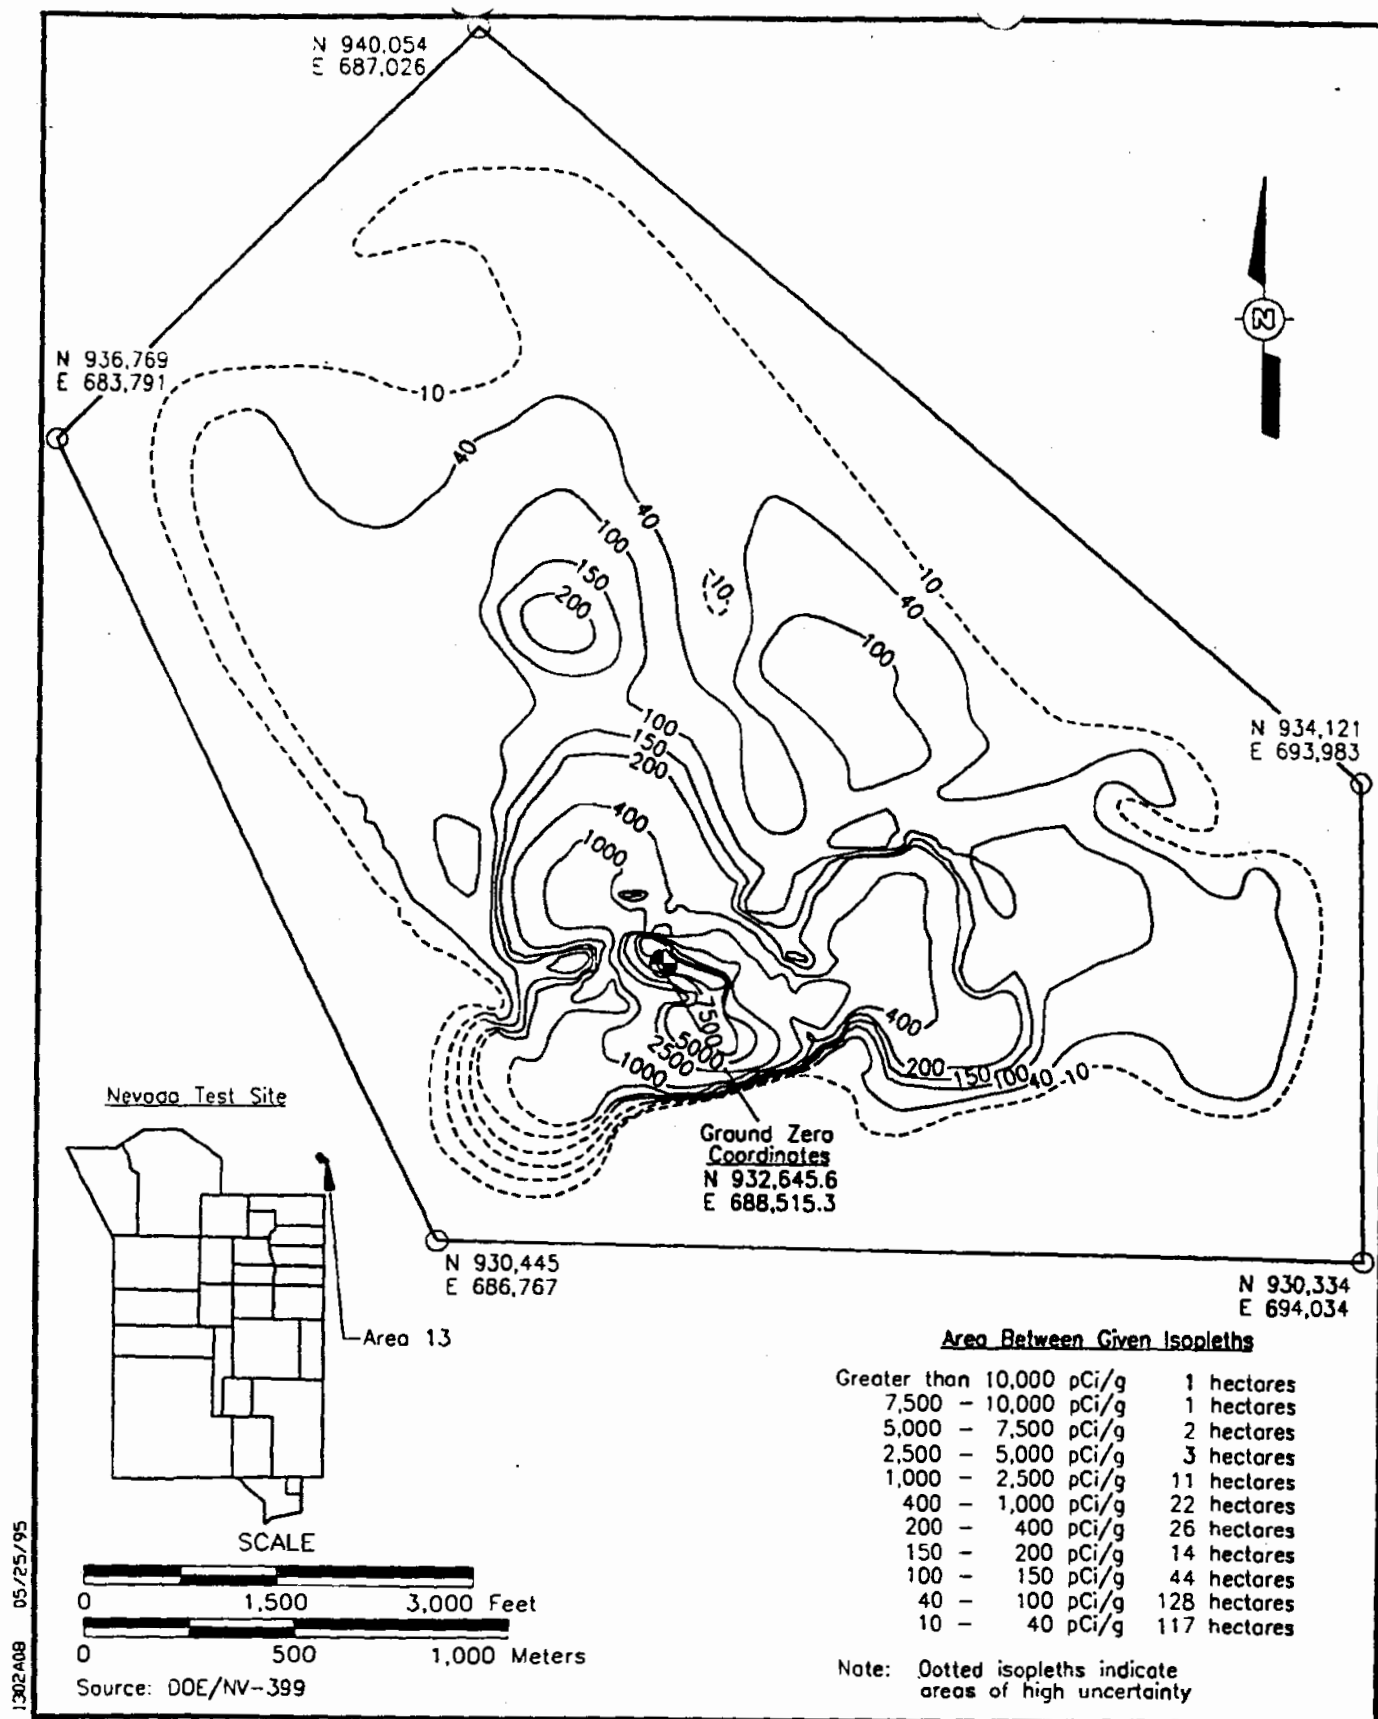 N 940,054
E 687,026
N
N 936,769
E 683,791
10
40
40
100
150
200
10
10
40
100
100
150
200
N 934,121
E 693,983
400
1000
7500
5000
2500
1000
400
200
150
100
40
10
Ground Zero
Coordinates
N 932,645.6
E 688,515.3
Nevada Test Site
N 930,445
E 686,767
N 930,334
E 694,034
Area 13
Area Between Given Isopleths
Greater than 10,000 pCi/g 1 hectares
7,500 – 10,000 pCi/g 1 hectares
5,000 – 7,500 pCi/g 2 hectares
2,500 – 5,000 pCi/g 3 hectares
1,000 – 2,500 pCi/g 11 hectares
400 – 1,000 pCi/g 22 hectares
200 – 400 pCi/g 26 hectares
150 – 200 pCi/g 14 hectares
100 – 150 pCi/g 44 hectares
40 – 100 pCi/g 128 hectares
10 – 40 pCi/g 117 hectares
Note: Dotted isopleths indicate
areas of high uncertainty
SCALE
0 1,500 3,000 Feet
0 500 1,000 Meters
Source: DOE/NV-399
1302A08 05/25/95